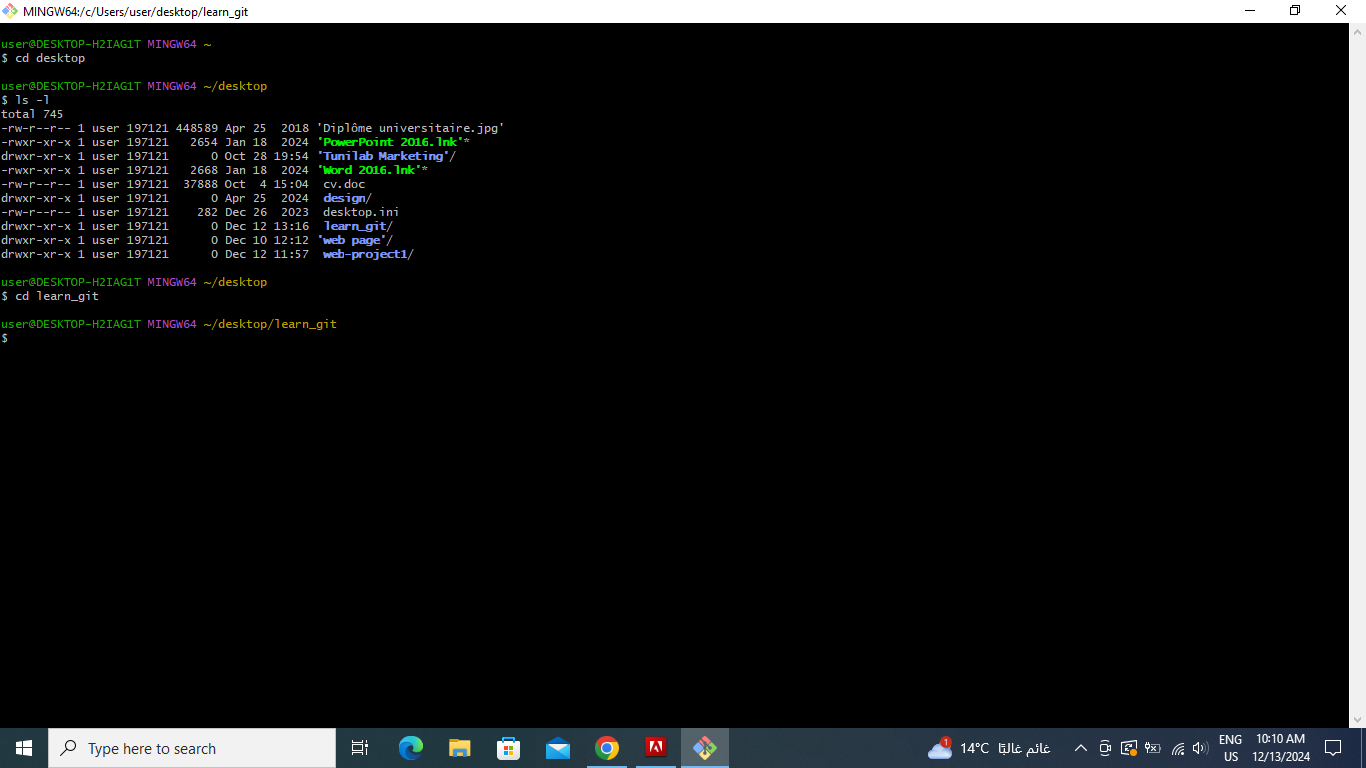 MINGW64:/c/Users/user/desktop/learn_git
user@DESKTOP-H2IAG1T MINGW64 ~
$ cd desktop
user@DESKTOP-H2IAG1T MINGW64 ~/desktop
$ ls -l
total 745
-rw-r--r-- 1 user 197121 448589 Apr 25  2018 'Diplôme universitaire.jpg'
-rwxr-xr-x 1 user 197121   2654 Jan 18  2024 'PowerPoint 2016.lnk'*
drwxr-xr-x 1 user 197121      0 Oct 28 19:54 'Tunilab Marketing'/
-rwxr-xr-x 1 user 197121   2668 Jan 18  2024 'Word 2016.lnk'*
-rw-r--r-- 1 user 197121  37888 Oct  4 15:04  cv.doc
drwxr-xr-x 1 user 197121      0 Apr 25  2024  design/
-rw-r--r-- 1 user 197121    282 Dec 26  2023  desktop.ini
drwxr-xr-x 1 user 197121      0 Dec 12 13:16  learn_git/
drwxr-xr-x 1 user 197121      0 Dec 10 12:12 'web page'/
drwxr-xr-x 1 user 197121      0 Dec 12 11:57  web-project1/
user@DESKTOP-H2IAG1T MINGW64 ~/desktop
$ cd learn_git
user@DESKTOP-H2IAG1T MINGW64 ~/desktop/learn_git
$
Type here to search
1
14°C غائم غالبًا
ENG
US
10:10 AM
12/13/2024